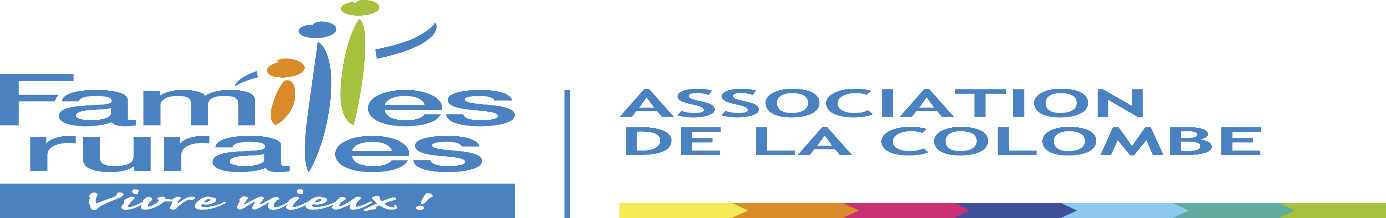 Familles
rurales
Vivre mieux !
ASSOCIATION
DE LA COLOMBE